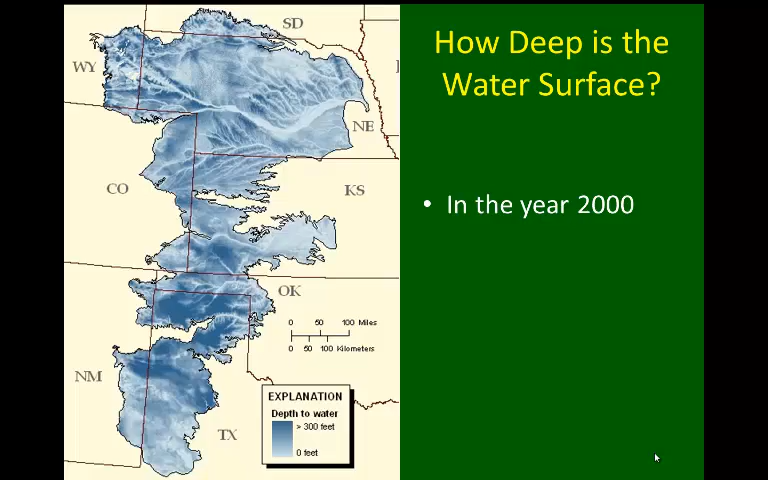 How Deep is the
Water Surface?
• In the year 2000
SD
WY
NE
CO
KS
OK
0 50 100 Miles
0 50 100 Kilometers
NM
TX
EXPLANATION
Depth to water
> 300 feet
0 feet